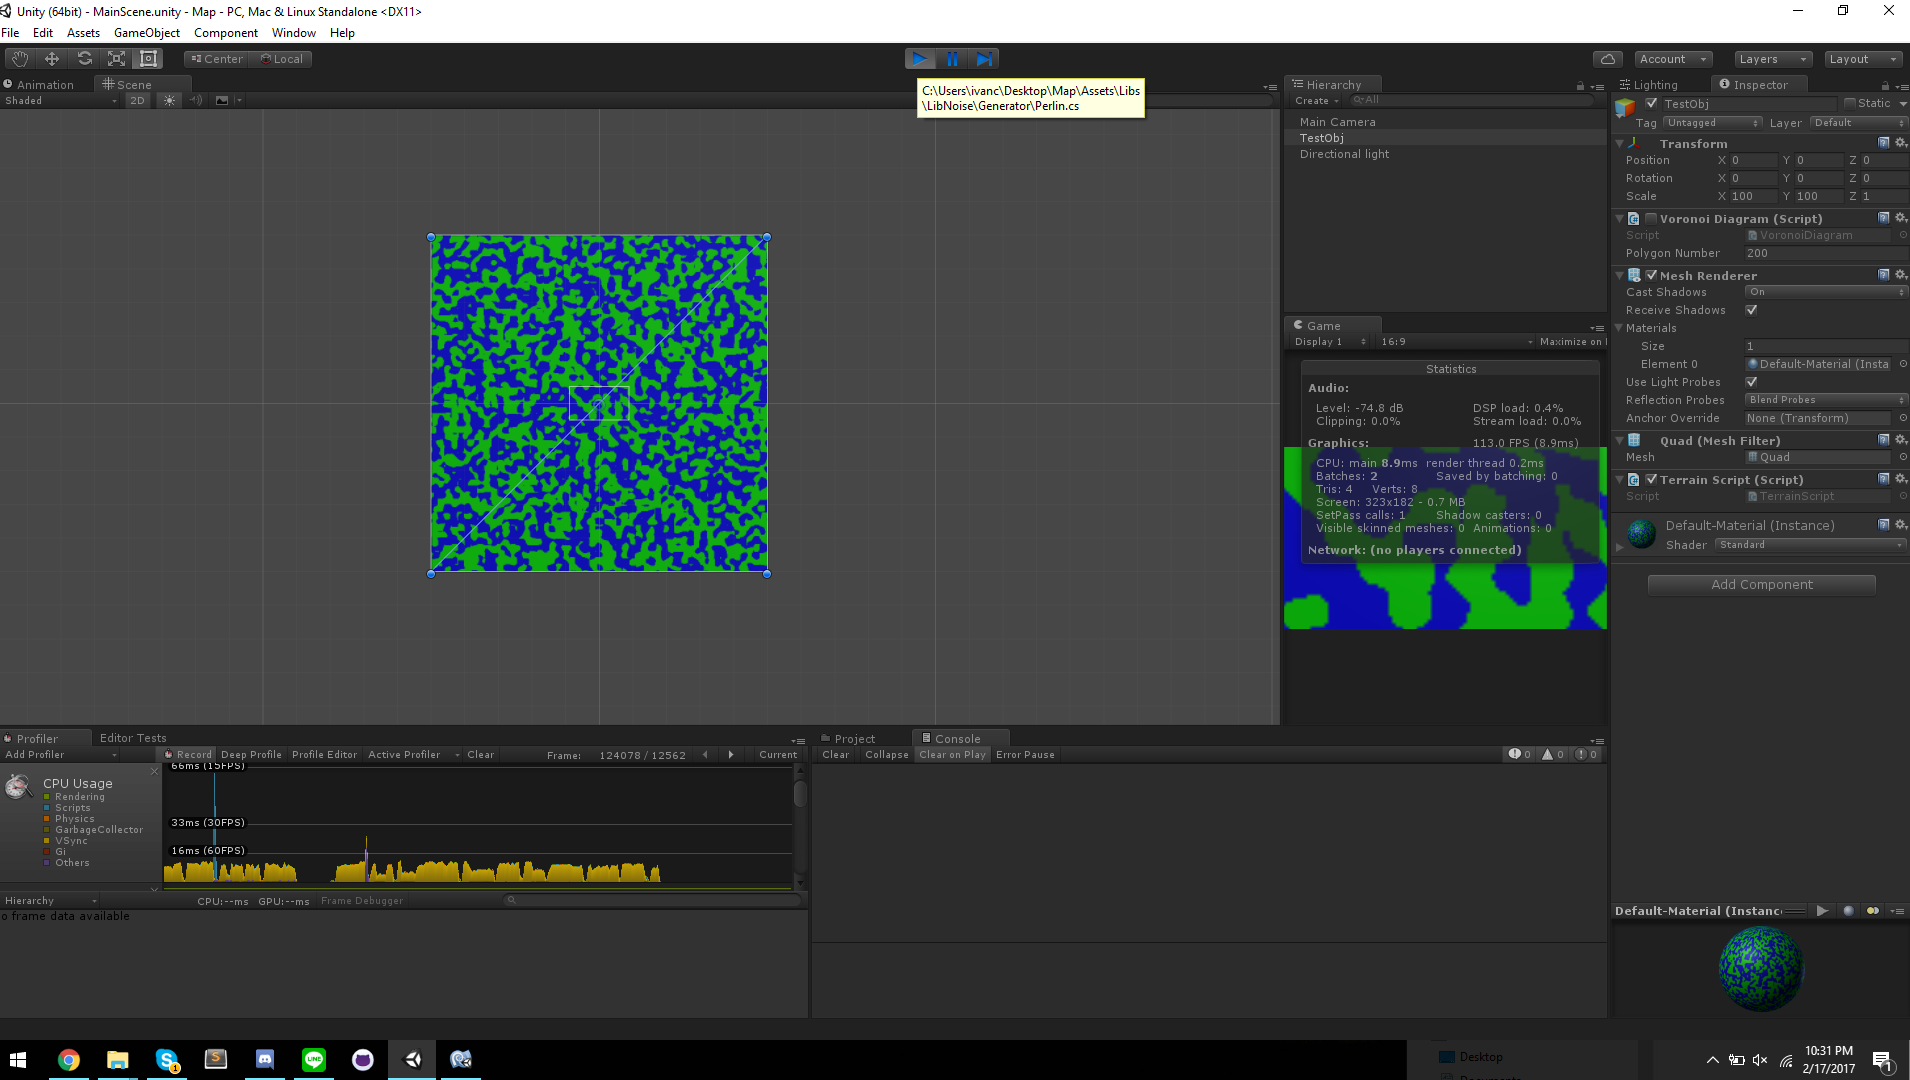 Unity (64bit) - MainScene.unity - Map - PC, Mac & Linux Standalone <DX11>
File Edit Assets GameObject Component Window Help
Center Local
Account Layers Layout
C:\Users\ivanc\Desktop\Map\Assets\Libs
\LibNoise\Generator\Perlin.cs
Animation Scene
Shaded 2D
Hierarchy
Create All
Main Camera
TestObj
Directional light
Game
Display 1 16:9 Maximize on
Statistics
Audio:
Level: -74.8 dB DSP load: 0.4%
Clipping: 0.0% Stream load: 0.0%
Graphics: 113.0 FPS (8.9ms)
CPU: main 8.9ms render thread 0.2ms
Batches: 2 Saved by batching: 0
Tris: 4 Verts: 8
Screen: 323x182 - 0.7 MB
SetPass calls: 1 Shadow casters: 0
Visible skinned meshes: 0 Animations: 0
Network: (no players connected)
Lighting Inspector
TestObj Static
Tag Untagged Layer Default
Transform
Position X 0 Y 0 Z 0
Rotation X 0 Y 0 Z 0
Scale X 100 Y 100 Z 1
Voronoi Diagram (Script)
Script VoronoiDiagram
Polygon Number 200
Mesh Renderer
Cast Shadows On
Receive Shadows
Materials
Size 1
Element 0 Default-Material (Insta
Use Light Probes
Reflection Probes Blend Probes
Anchor Override None (Transform)
Quad (Mesh Filter)
Mesh Quad
Terrain Script (Script)
Script TerrainScript
Default-Material (Instance)
Shader Standard
Add Component
Default-Material (Instanc
Profiler Editor Tests
Add Profiler Record Deep Profile Profile Editor Active Profiler Clear Frame: 124078 / 12562 Current
CPU Usage
Rendering
Scripts
Physics
GarbageCollector
VSync
Gi
Others
66ms (15FPS)
33ms (30FPS)
16ms (60FPS)
Hierarchy CPU:--ms GPU:--ms Frame Debugger
o frame data available
Project Console
Clear Collapse Clear on Play Error Pause 0 0 0
Desktop
10:31 PM
2/17/2017
1
1